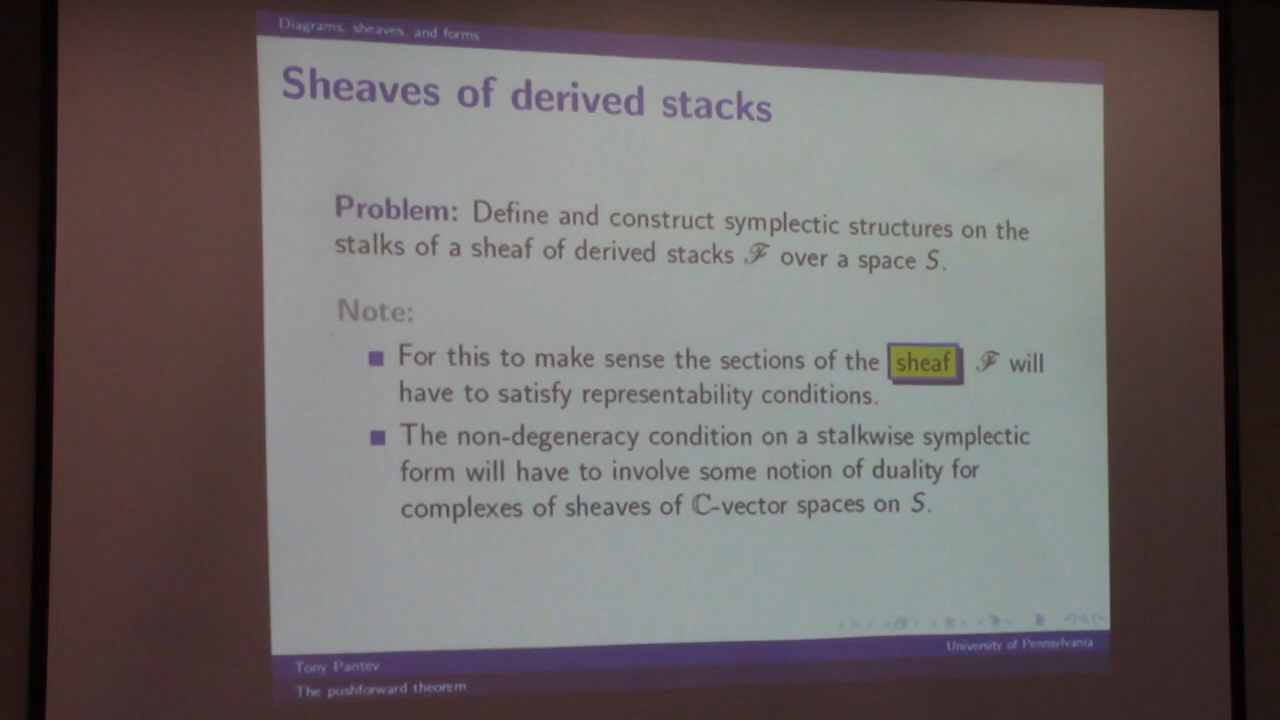 Diagrams, sheaves, and forms
Sheaves of derived stacks
Problem: Define and construct symplectic structures on the
stalks of a sheaf of derived stacks ℱ over a space S.
Note:
■ For this to make sense the sections of the sheaf ℱ will
have to satisfy representability conditions.
■ The non-degeneracy condition on a stalkwise symplectic
form will have to involve some notion of duality for
complexes of sheaves of ℂ-vector spaces on S.
Tony Pantev
University of Pennsylvania
The pushforward theorem